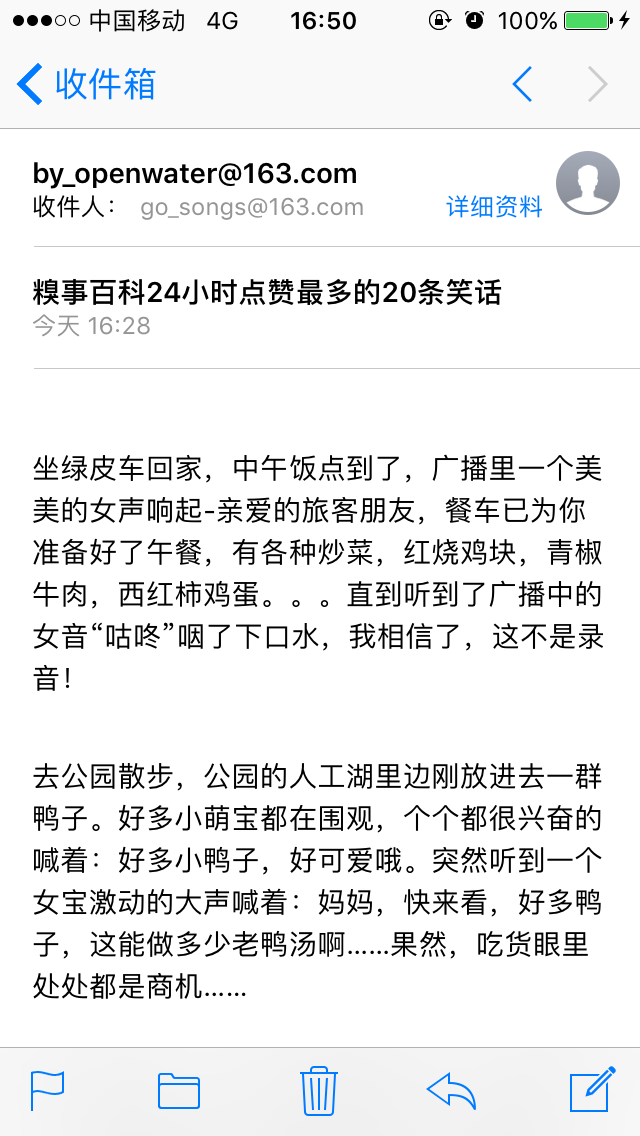 中国移动 4G 16:50 100%
收件箱
by_openwater@163.com
收件人： go_songs@163.com 详细资料
糗事百科24小时点赞最多的20条笑话
今天 16:28
坐绿皮车回家，中午饭点到了，广播里一个美
美的女声响起-亲爱的旅客朋友，餐车已为你
准备好了午餐，有各种炒菜，红烧鸡块，青椒
牛肉，西红柿鸡蛋。。。直到听到了广播中的
女音“咕咚”咽了下口水，我相信了，这不是录
音！
去公园散步，公园的人工湖里边刚放进去一群
鸭子。好多小萌宝都在围观，个个都很兴奋的
喊着：好多小鸭子，好可爱哦。突然听到一个
女宝激动的大声喊着：妈妈，快来看，好多鸭
子，这能做多少老鸭汤啊……果然，吃货眼里
处处都是商机……